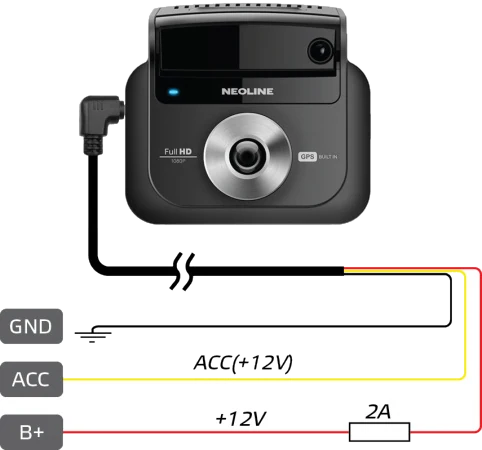 NEOLINE
Full HD
1080P
GPS BUILT IN
GND
ACC(+12V)
ACC
+12V
2A
B+